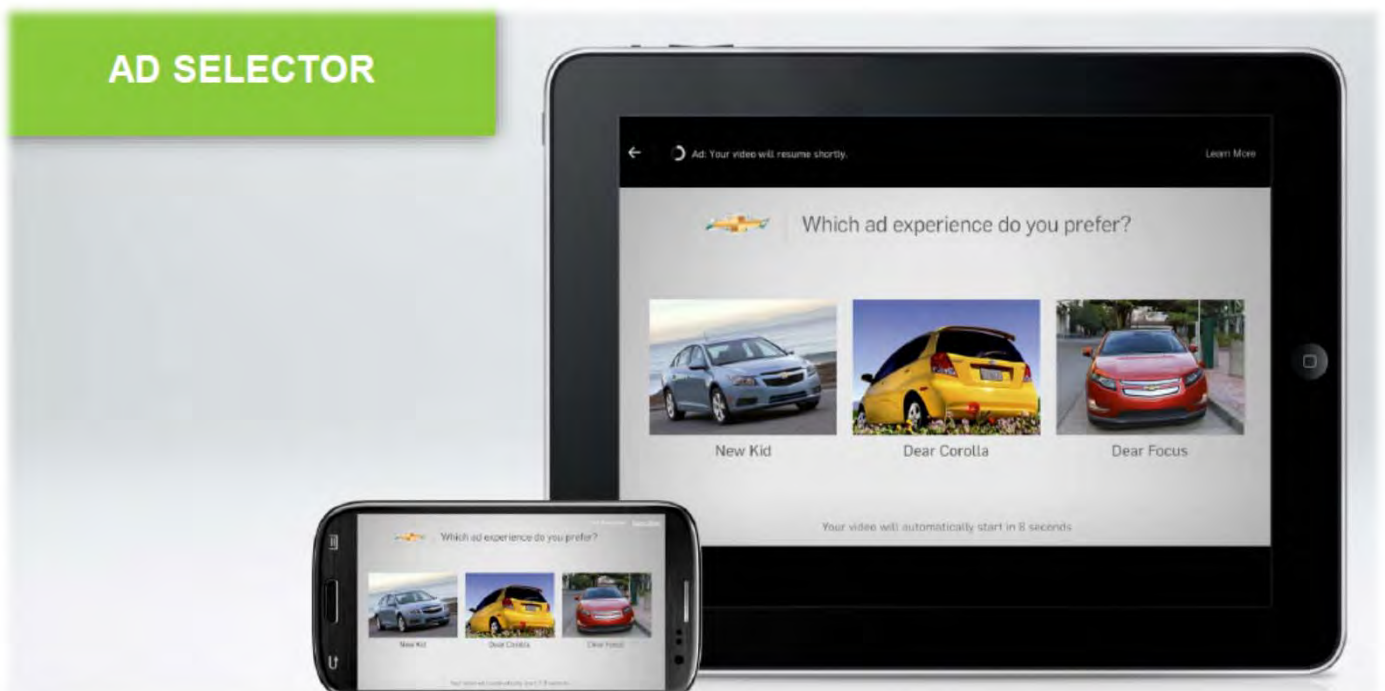 AD SELECTOR
Ad: Your video will resume shortly.
Learn More
Which ad experience do you prefer?
New Kid
Dear Corolla
Dear Focus
Your video will automatically start in 8 seconds
Which ad experience do you prefer?
New Kid
Dear Corolla
Dear Focus